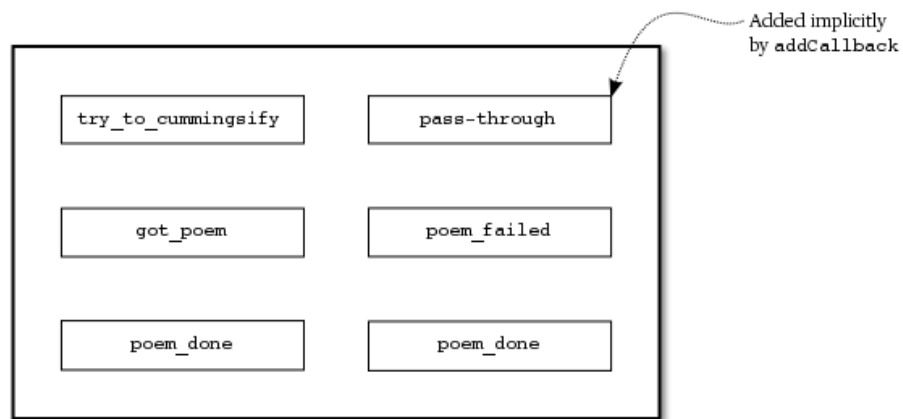 Added implicitly
by addCallback
try_to_cummingsify
pass-through
got_poem
poem_failed
poem_done
poem_done